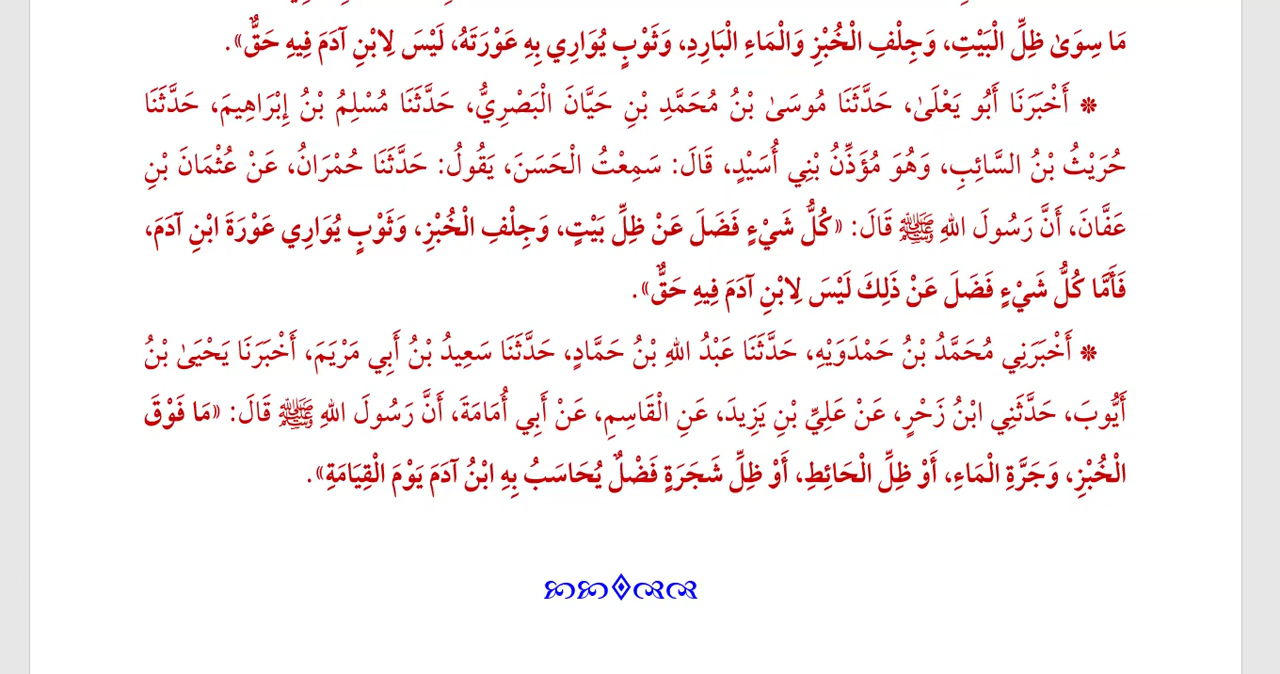 مَا سِوَىٰ ظِلِّ الْبَيْتِ، وَجِلْفِ الْخُبْزِ وَالْمَاءِ الْبَارِدِ، وَثَوْبٍ يُوَارِي بِهِ عَوْرَتَهُ، لَيْسَ لِابْنِ آدَمَ فِيهِ حَقٌّ».
❋ أَخْبَرَنَا أَبُو يَعْلَىٰ، حَدَّثَنَا مُوسَىٰ بْنُ مُحَمَّدِ بْنِ حَيَّانَ الْبَصْرِيُّ، حَدَّثَنَا مُسْلِمُ بْنُ إِبْرَاهِيمَ، حَدَّثَنَا
حُرَيْثُ بْنُ السَّائِبِ، وَهُوَ مُؤَذِّنُ بْنِي أُسَيْدٍ، قَالَ: سَمِعْتُ الْحَسَنَ، يَقُولُ: حَدَّثَنَا حُمْرَانُ، عَنْ عُثْمَانَ بْنِ
عَفَّانَ، أَنَّ رَسُولَ اللهِ ﷺ قَالَ: «كُلُّ شَيْءٍ فَضَلَ عَنْ ظِلِّ بَيْتٍ، وَجِلْفِ الْخُبْزِ، وَثَوْبٍ يُوَارِي عَوْرَةَ ابْنِ آدَمَ،
فَأَمَّا كُلُّ شَيْءٍ فَضَلَ عَنْ ذَلِكَ لَيْسَ لِابْنِ آدَمَ فِيهِ حَقٌّ».
❋ أَخْبَرَنِي مُحَمَّدُ بْنُ حَمْدَوَيْهِ، حَدَّثَنَا عَبْدُ اللهِ بْنُ حَمَّادٍ، حَدَّثَنَا سَعِيدُ بْنُ أَبِي مَرْيَمَ، أَخْبَرَنَا يَحْيَىٰ بْنُ
أَيُّوبَ، حَدَّثَنِي ابْنُ زَحْرٍ، عَنْ عَلِيِّ بْنِ يَزِيدَ، عَنِ الْقَاسِمِ، عَنْ أَبِي أُمَامَةَ، أَنَّ رَسُولَ اللهِ ﷺ قَالَ: «مَا فَوْقَ
الْخُبْزِ، وَجَرَّةِ الْمَاءِ، أَوْ ظِلِّ الْحَائِطِ، أَوْ ظِلِّ شَجَرَةٍ فَضْلٌ يُحَاسَبُ بِهِ ابْنُ آدَمَ يَوْمَ الْقِيَامَةِ».